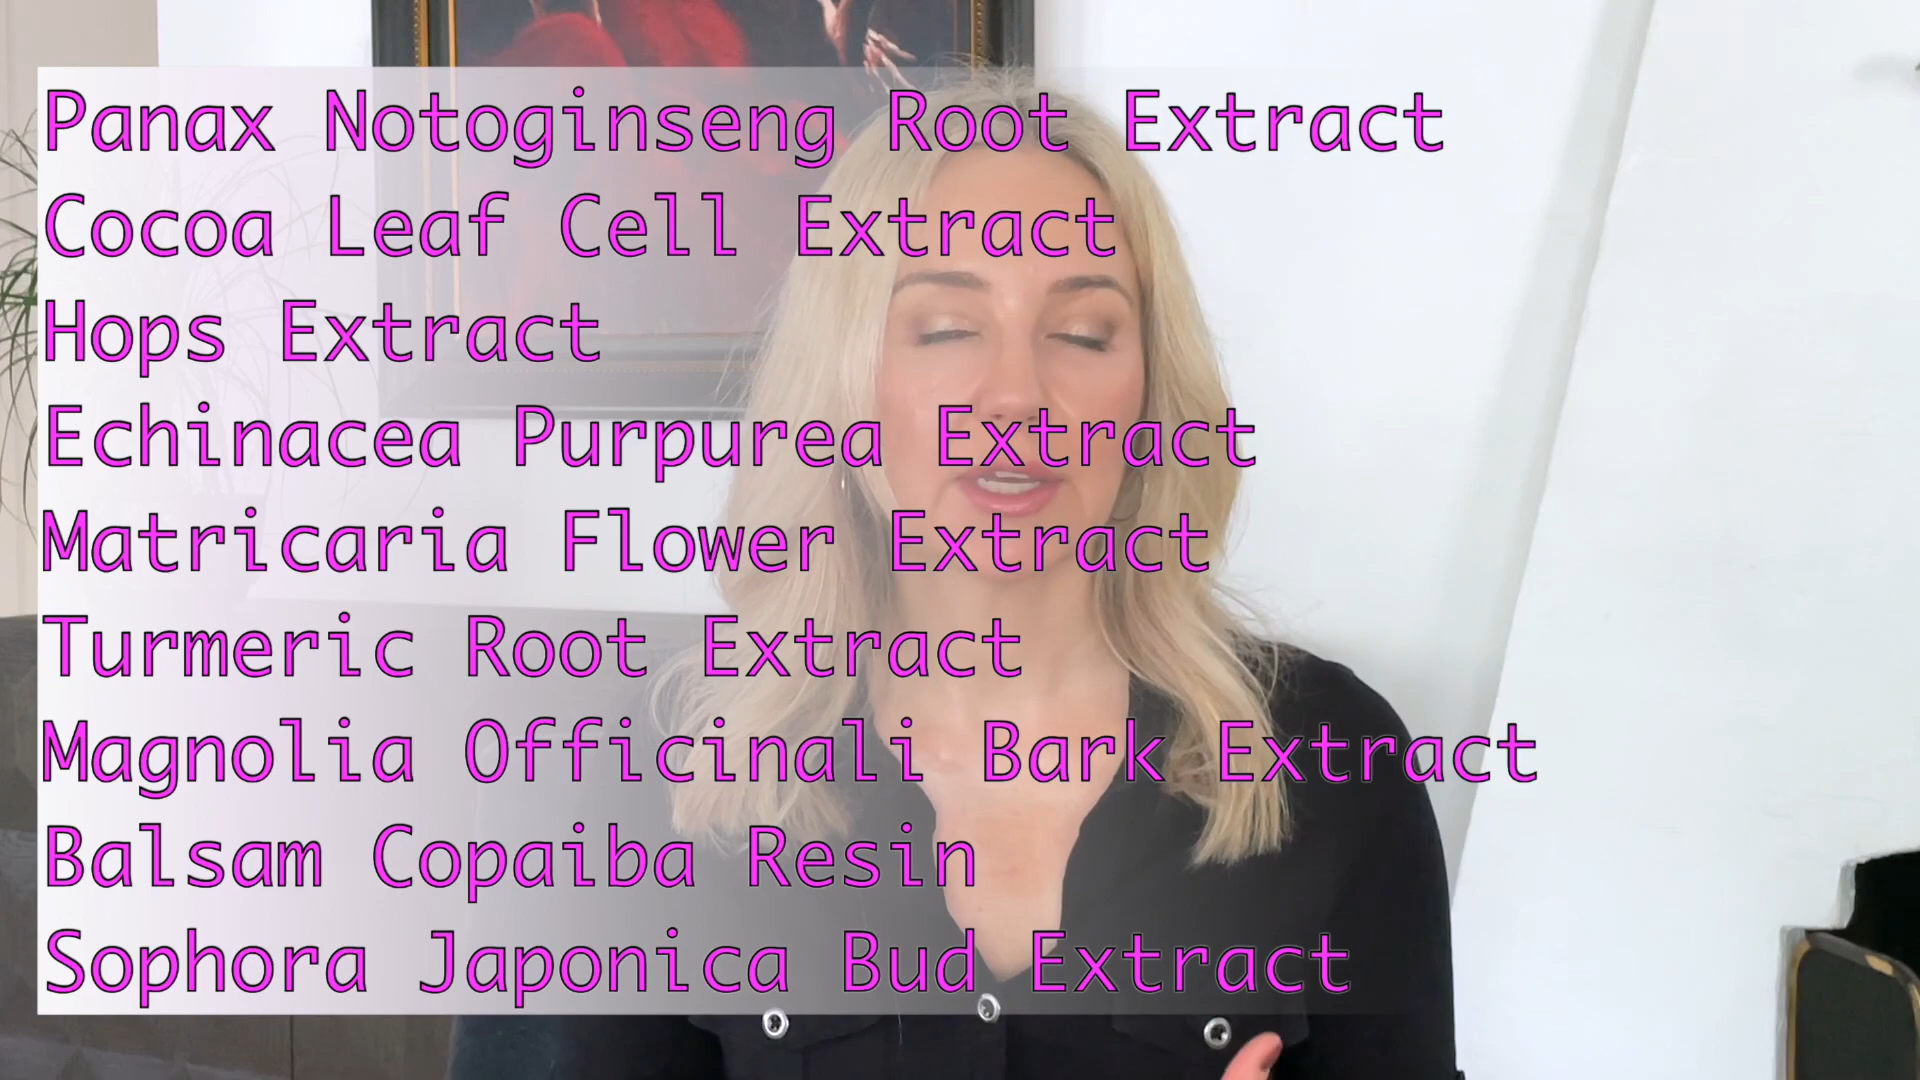 Panax Notoginseng Root Extract
Cocoa Leaf Cell Extract
Hops Extract
Echinacea Purpurea Extract
Matricaria Flower Extract
Turmeric Root Extract
Magnolia Officinali Bark Extract
Balsam Copaiba Resin
Sophora Japonica Bud Extract